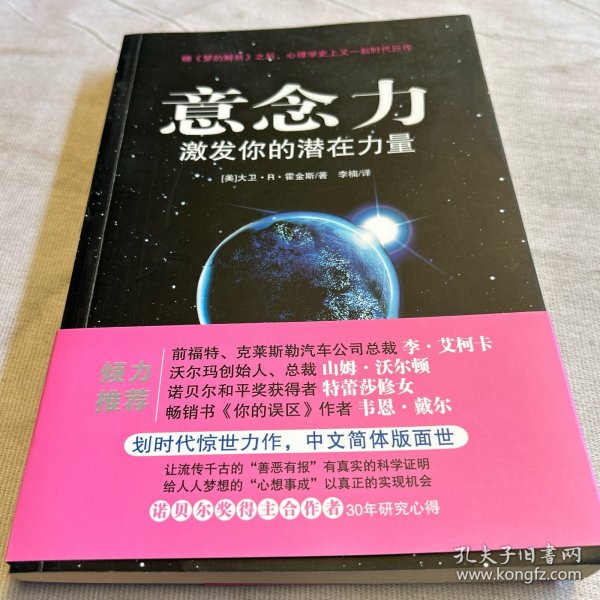 继《梦的解析》之后,心理学史上又一划时代巨作
意念力
激发你的潜在力量
[美]大卫·R·霍金斯/著 李楠/译
倾力推荐
前福特、克莱斯勒汽车公司总裁 李·艾柯卡
沃尔玛创始人、总裁 山姆·沃尔顿
诺贝尔和平奖获得者 特蕾莎修女
畅销书《你的误区》作者 韦恩·戴尔
划时代惊世力作,中文简体版面世
让流传千古的“善恶有报”有真实的科学证明
给人人梦想的“心想事成”以真正的实现机会
诺贝尔奖得主合作者30年研究心得
孔夫子旧书网
www.kongfz.com